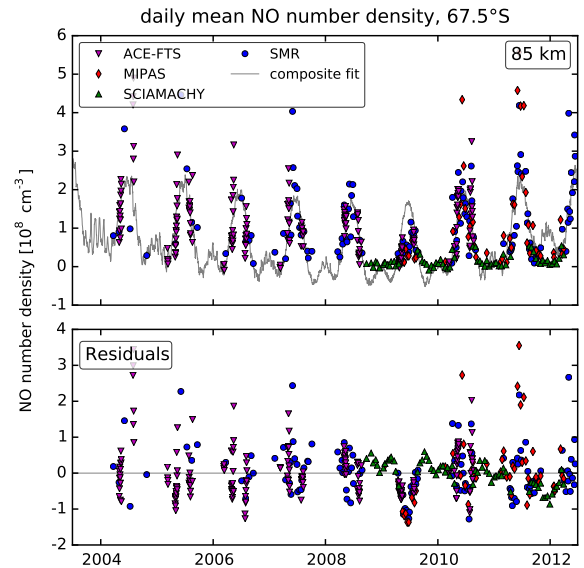 daily mean NO number density, 67.5°S
6
5
4
3
2
1
0
-1
ACE-FTS
MIPAS
SCIAMACHY
SMR
composite fit
85 km
NO number density [10⁸ cm⁻³]
4
3
2
1
0
-1
-2
Residuals
2004
2006
2008
2010
2012